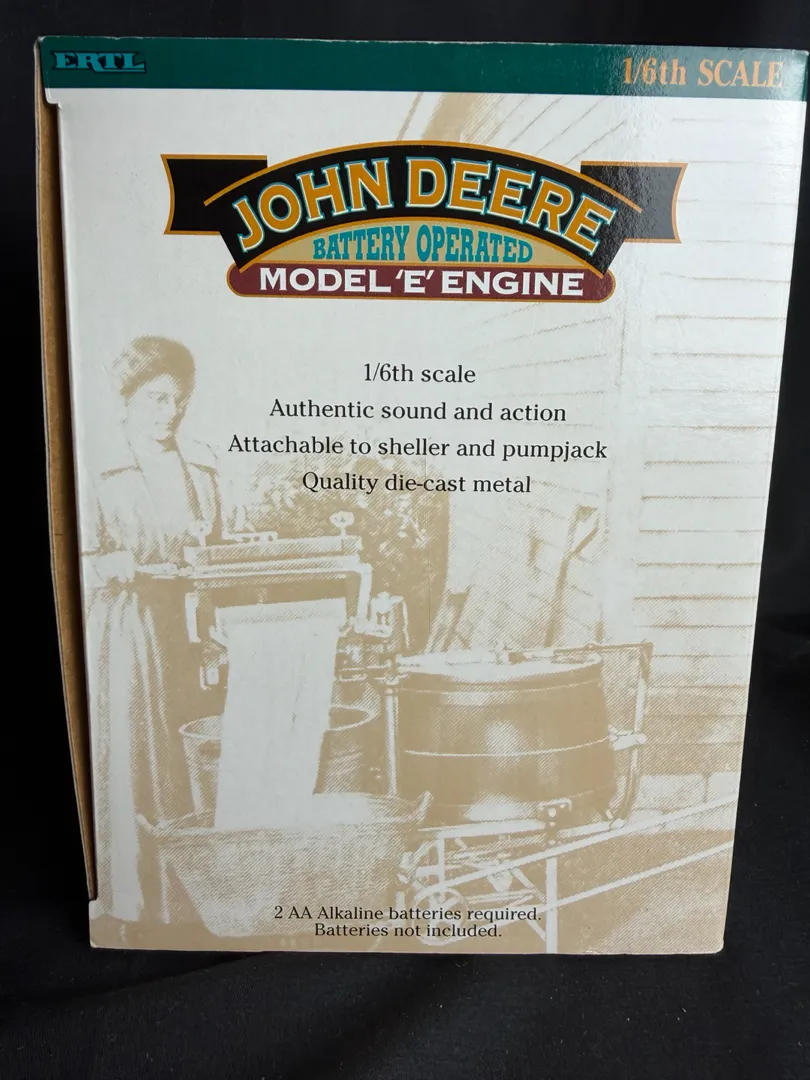 ERTL
1/6th SCALE
JOHN DEERE
BATTERY OPERATED
MODEL 'E' ENGINE
1/6th scale
Authentic sound and action
Attachable to sheller and pumpjack
Quality die-cast metal
2 AA Alkaline batteries required.
Batteries not included.